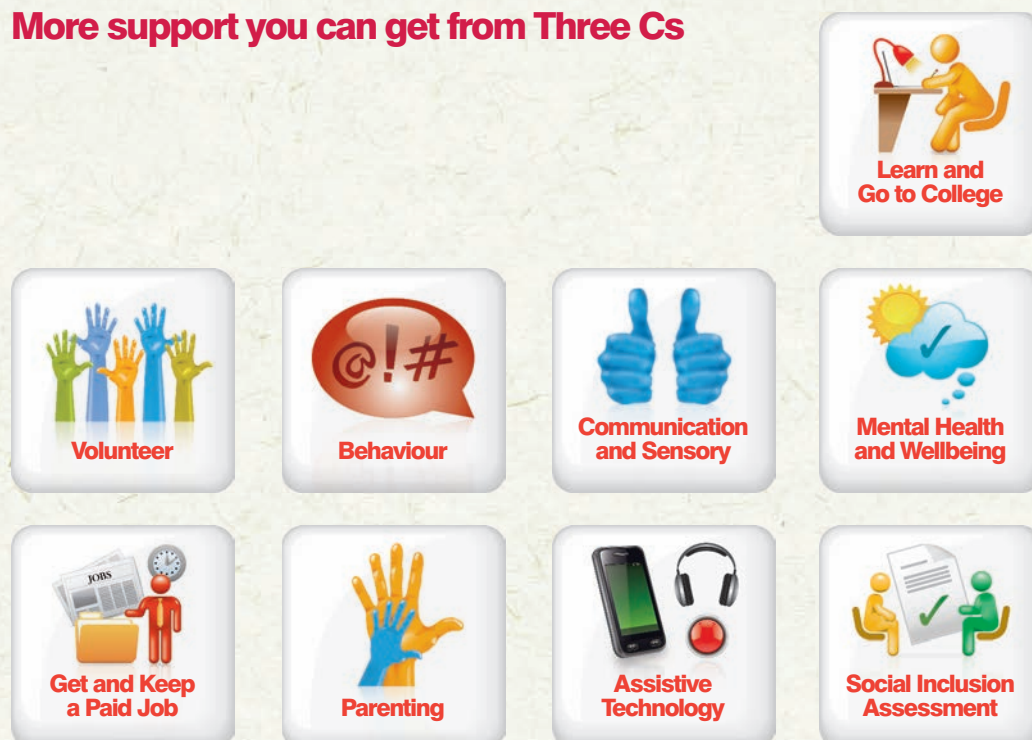 More support you can get from Three Cs
Learn and
Go to College
@!#
Volunteer
Behaviour
Communication
and Sensory
Mental Health
and Wellbeing
JOBS
Get and Keep
a Paid Job
Parenting
Assistive
Technology
Social Inclusion
Assessment